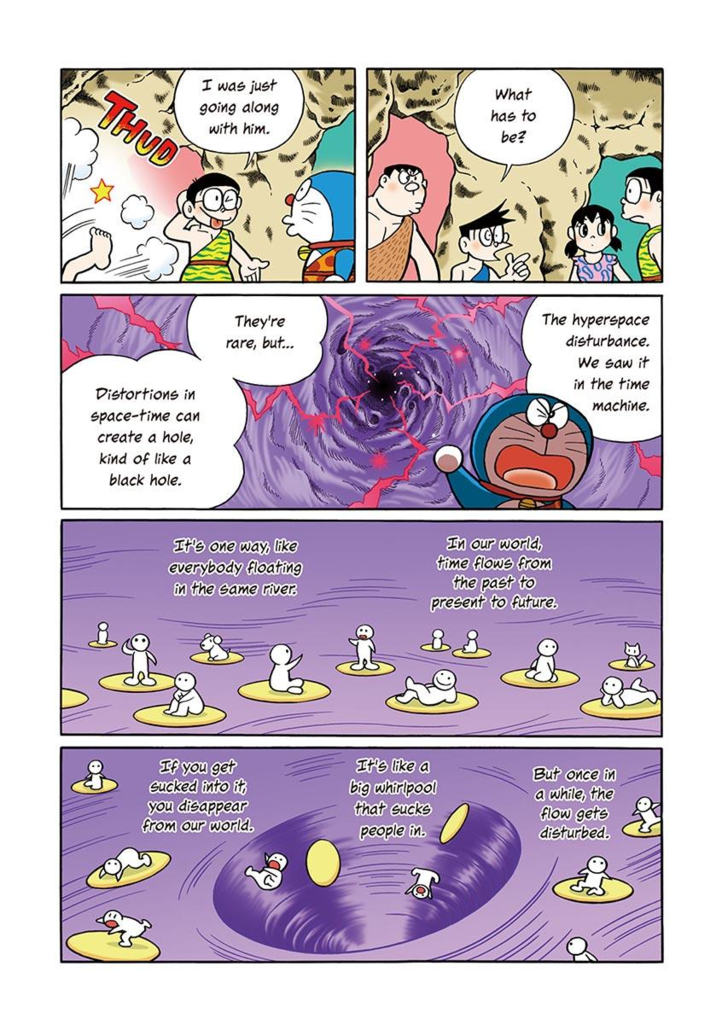 What
has to
be?
I was just
going along
with him.
THUD
The hyperspace
disturbance.
We saw it
in the time
machine.
They're
rare, but...
Distortions in
space-time can
create a hole,
kind of like a
black hole.
In our world,
time flows from
the past to
present to future.
It's one way, like
everybody floating
in the same river.
But once in
a while, the
flow gets
disturbed.
It's like a
big whirlpool
that sucks
people in.
If you get
sucked into it,
you disappear
from our world.